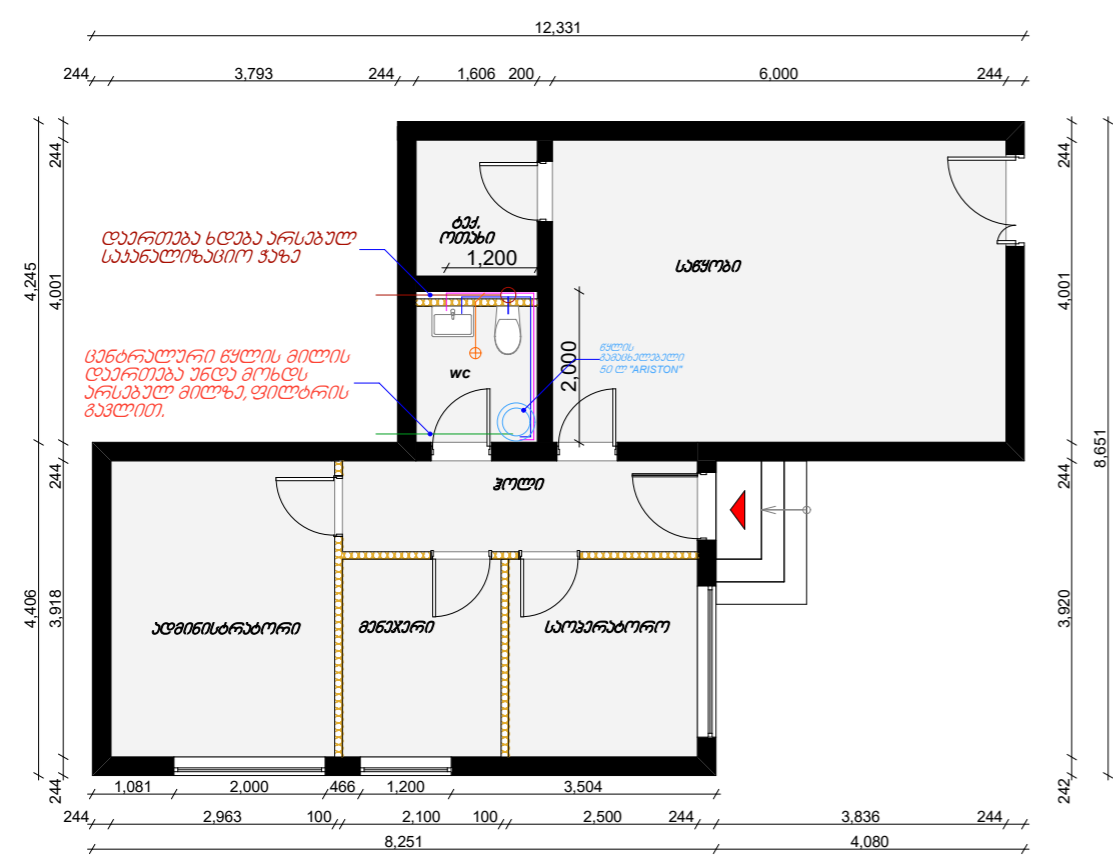 12,331
244 3,793 244 1,606 200 6,000 244
244
4,245
4,001
244
4,406
3,918
244
244
4,001
244
3,920
242
8,651
ტექ.
ოთახი
1,200
საწყობი
დაერთება ხდება არსებულ
საკანალიზაციო ჭაზე
ცენტრალური წყლის მილის
დაერთება უნდა მოხდს
არსებულ მილზე, ფილტრის
გავლით.
wc
2,000
წყლის
გამაცხელებელი
50 ლ "ARISTON"
ჰოლი
ადმინისტრატორი
მენეჯერი
საოპერატორო
1,081 2,000 466 1,200 3,504
244 2,963 100 2,100 100 2,500 244 3,836 244
8,251 4,080